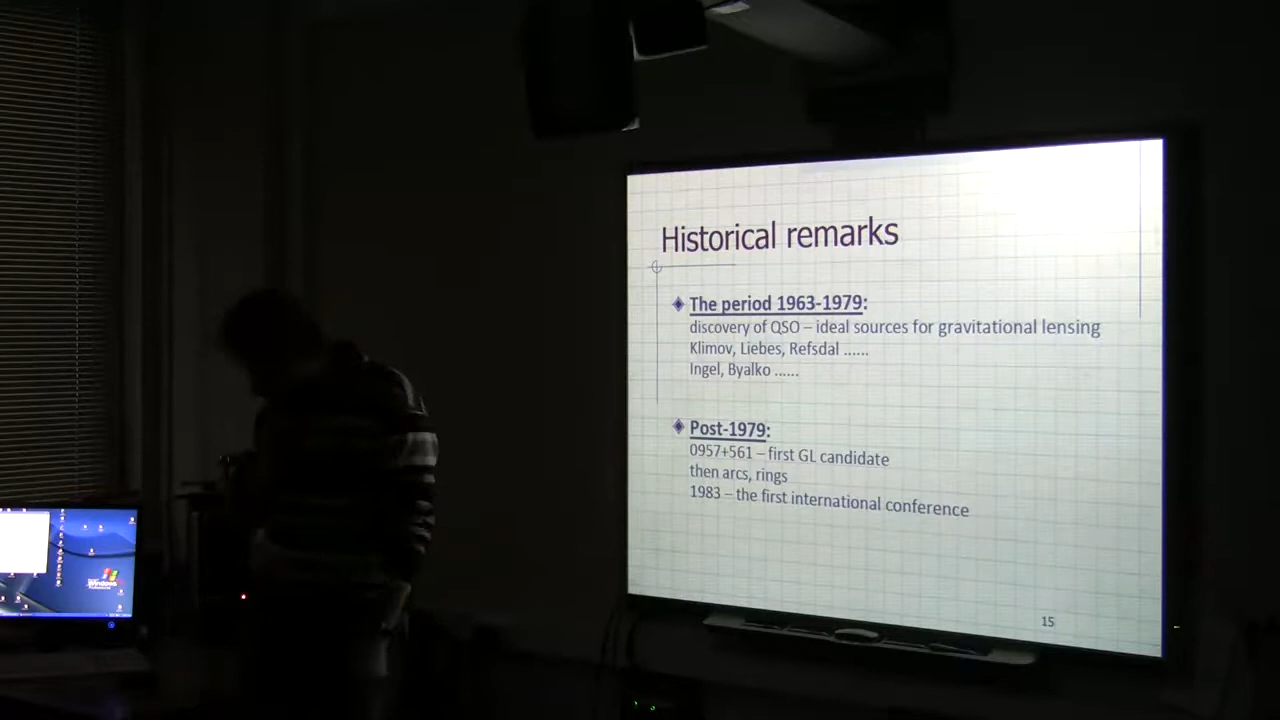 Historical remarks
The period 1963-1979:
discovery of QSO – ideal sources for gravitational lensing
Klimov, Liebes, Refsdal ......
Ingel, Byalko ......
Post-1979:
0957+561 – first GL candidate
then arcs, rings
1983 – the first international conference
15
Windows